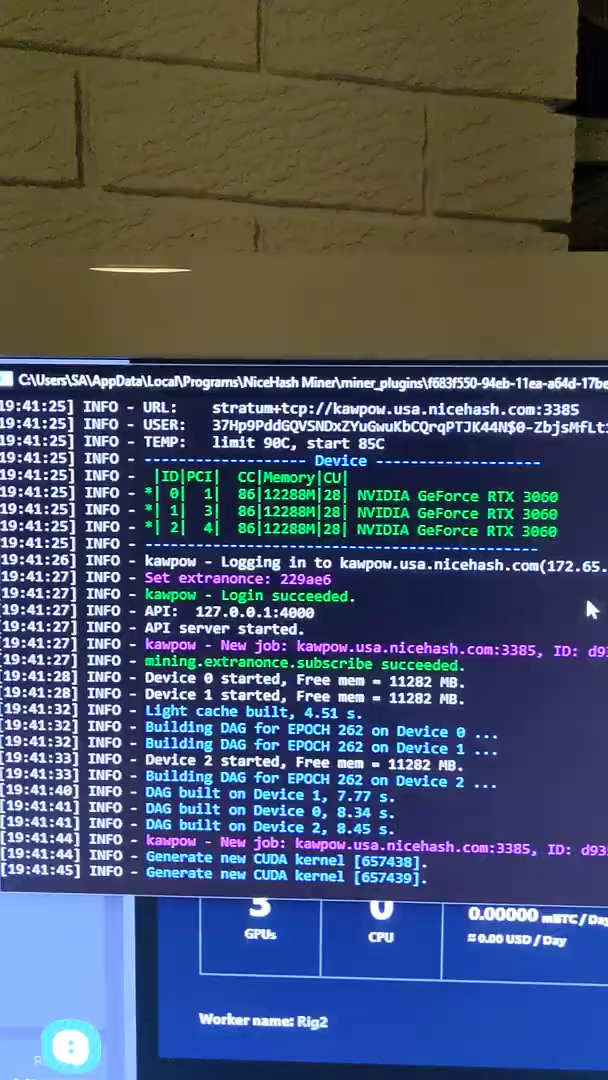 C:\Users\SA\AppData\Local\Programs\NiceHash Miner\miner_plugins\f683f550-94eb-11ea-a64d-17be
19:41:25] INFO - URL: stratum+tcp://kawpow.usa.nicehash.com:3385
19:41:25] INFO - USER: 37Hp9PddGQVSNDxZYuGwuKbCQrqPTJK44N$0-ZbjsMfLt
19:41:25] INFO - TEMP: limit 90C, start 85C
19:41:25] INFO - -------------------- Device --------------------
19:41:25] INFO - |ID|PCI| CC|Memory|CU|
19:41:25] INFO - *| 0| 1| 86|12288M|28| NVIDIA GeForce RTX 3060
19:41:25] INFO - *| 1| 3| 86|12288M|28| NVIDIA GeForce RTX 3060
19:41:25] INFO - *| 2| 4| 86|12288M|28| NVIDIA GeForce RTX 3060
19:41:25] INFO - ------------------------------------------------
19:41:26] INFO - kawpow - Logging in to kawpow.usa.nicehash.com(172.65.
19:41:27] INFO - Set extranonce: 229ae6
[19:41:27] INFO - kawpow - Login succeeded.
[19:41:27] INFO - API: 127.0.0.1:4000
[19:41:27] INFO - API server started.
[19:41:27] INFO - kawpow - New job: kawpow.usa.nicehash.com:3385, ID: d93
[19:41:27] INFO - mining.extranonce.subscribe succeeded.
[19:41:28] INFO - Device 0 started, Free mem = 11282 MB.
[19:41:28] INFO - Device 1 started, Free mem = 11282 MB.
[19:41:32] INFO - Light cache built, 4.51 s.
[19:41:32] INFO - Building DAG for EPOCH 262 on Device 0 ...
[19:41:32] INFO - Building DAG for EPOCH 262 on Device 1 ...
[19:41:33] INFO - Device 2 started, Free mem = 11282 MB.
[19:41:33] INFO - Building DAG for EPOCH 262 on Device 2 ...
[19:41:40] INFO - DAG built on Device 1, 7.77 s.
[19:41:41] INFO - DAG built on Device 0, 8.34 s.
[19:41:41] INFO - DAG built on Device 2, 8.45 s.
[19:41:44] INFO - kawpow - New job: kawpow.usa.nicehash.com:3385, ID: d93
[19:41:44] INFO - Generate new CUDA kernel [657438].
[19:41:45] INFO - Generate new CUDA kernel [657439].
3
GPUs
0
CPU
0.00000 mBTC / Day
≈ 0.00 USD / Day
Worker name: Rig2